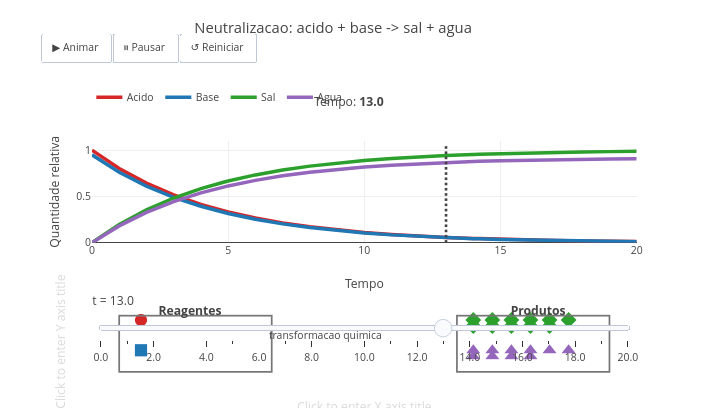 Neutralizacao: acido + base -> sal + agua
▶ Animar
⏸ Pausar
↺ Reiniciar
Acido
Base
Sal
Agua
Tempo: 13.0
Quantidade relativa
1
0.5
0
0
5
10
15
20
Tempo
Click to enter Y axis title
t = 13.0
Reagentes
Produtos
transformacao quimica
0.0
2.0
4.0
6.0
8.0
10.0
12.0
14.0
16.0
18.0
20.0
Click to enter X axis title